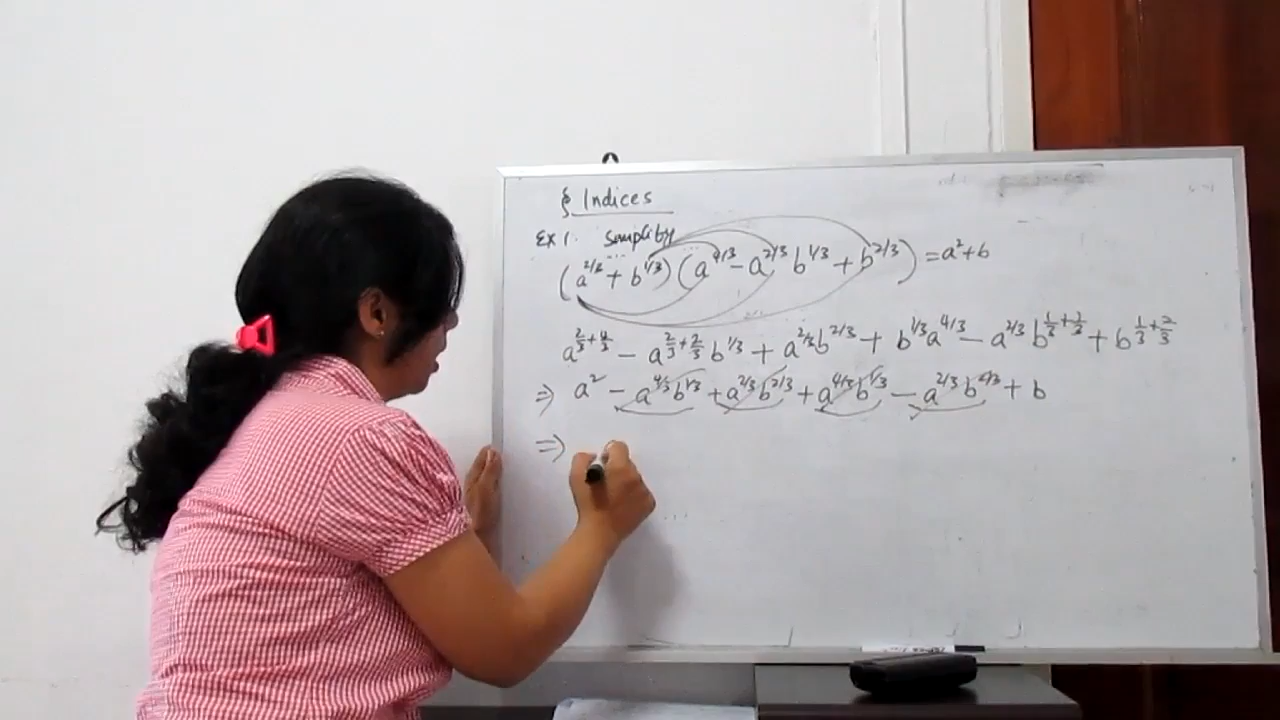 § Indices
Ex 1. Simplify
(a^{2/3} + b^{1/3}) (a^{4/3} - a^{2/3} b^{1/3} + b^{2/3}) = a² + b
a^{2/3+4/3} - a^{2/3+2/3} b^{1/3} + a^{2/3} b^{2/3} + b^{1/3} a^{4/3} - a^{2/3} b^{1/3+1/3} + b^{1/3+2/3}
⇒ a² - a^{4/3} b^{1/3} + a^{2/3} b^{2/3} + a^{4/3} b^{1/3} - a^{2/3} b^{2/3} + b
⇒